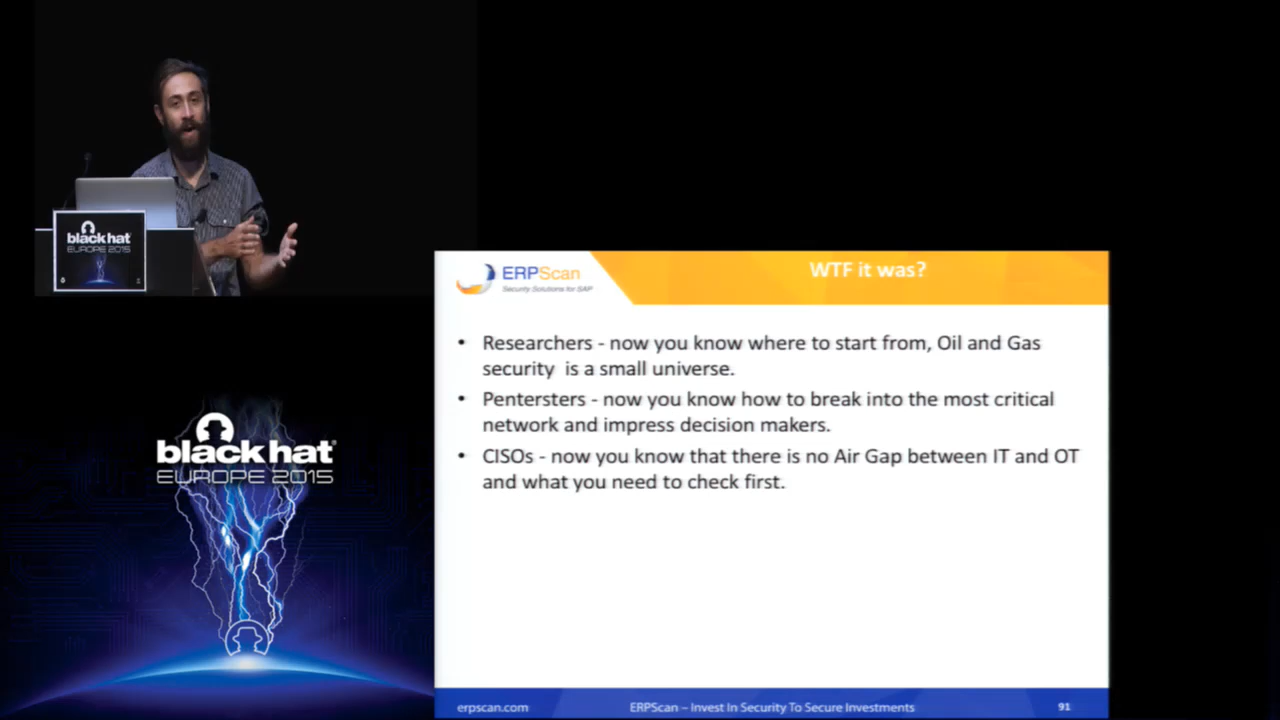 black hat
EUROPE 2015
black hat
EUROPE 2015
ERPScan
Security Solutions for SAP
WTF it was?
• Researchers - now you know where to start from, Oil and Gas
security is a small universe.
• Pentersters - now you know how to break into the most critical
network and impress decision makers.
• CISOs - now you know that there is no Air Gap between IT and OT
and what you need to check first.
erpscan.com
ERPScan – Invest In Security To Secure Investments
91